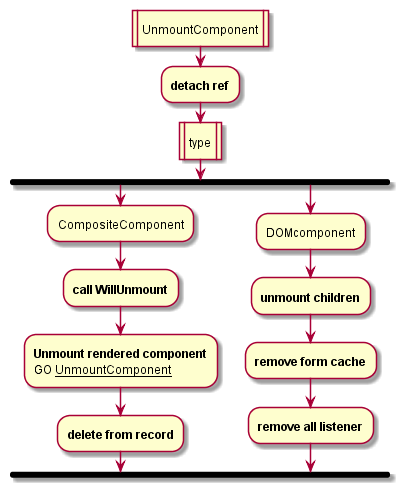 UnmountComponent
detach ref
type
CompositeComponent
call WillUnmount
Unmount rendered component
GO UnmountComponent
delete from record
DOMcomponent
unmount children
remove form cache
remove all listener